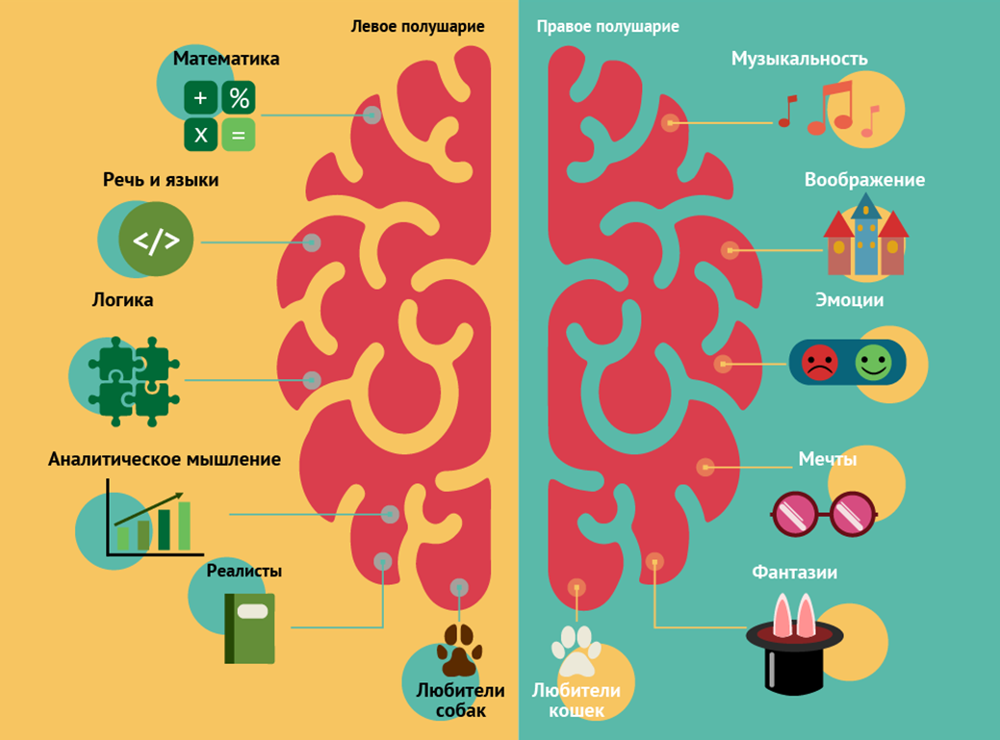 Левое полушарие
Математика
+ %
x =
Речь и языки
</>
Логика
Аналитическое мышление
Реалисты
Любители
собак
Правое полушарие
Музыкальность
Воображение
Эмоции
Мечты
Фантазии
Любители
кошек